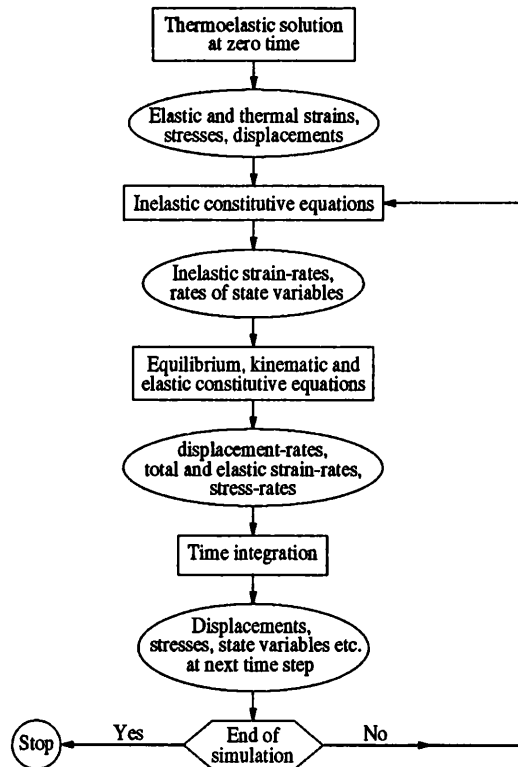 Thermoelastic solution
at zero time
Elastic and thermal strains,
stresses, displacements
Inelastic constitutive equations
Inelastic strain-rates,
rates of state variables
Equilibrium, kinematic and
elastic constitutive equations
displacement-rates,
total and elastic strain-rates,
stress-rates
Time integration
Displacements,
stresses, state variables etc.
at next time step
Stop
Yes
End of
simulation
No